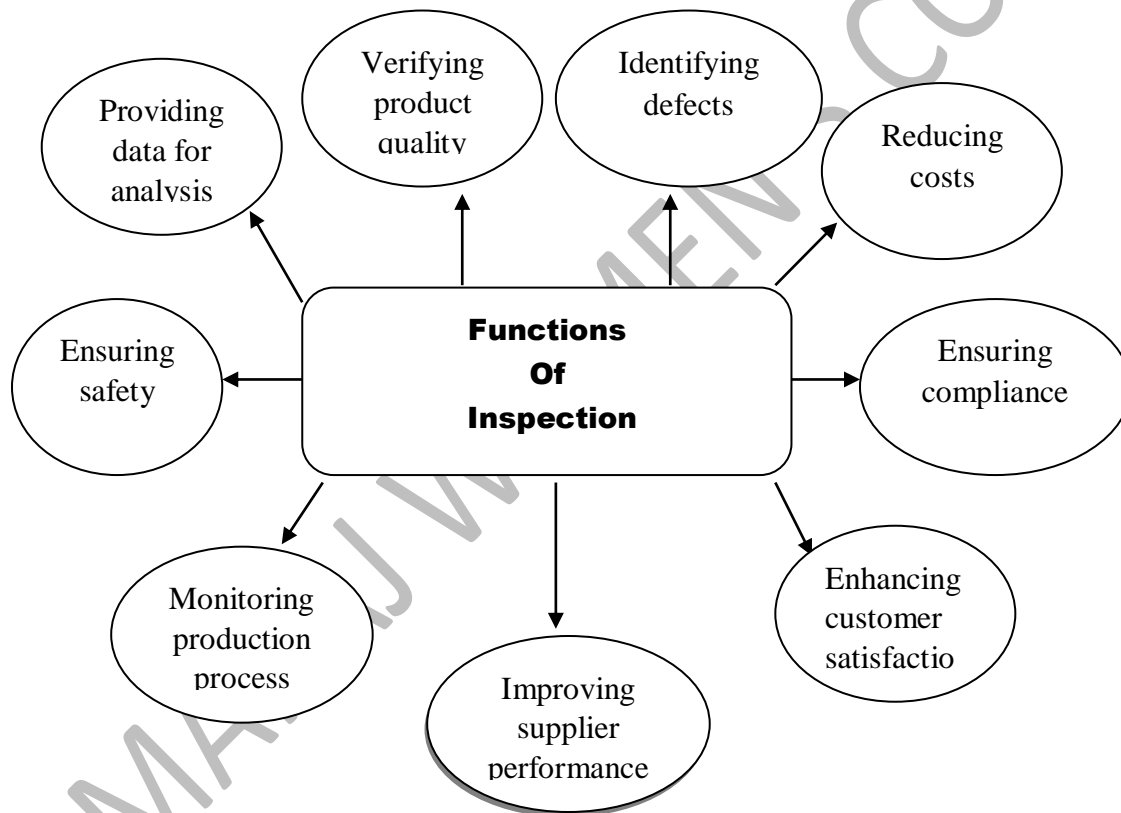 Verifying
product
quality
Identifying
defects
Providing
data for
analysis
Reducing
costs
Functions
Of
Inspection
Ensuring
safety
Ensuring
compliance
Monitoring
production
process
Enhancing
customer
satisfactio
Improving
supplier
performance